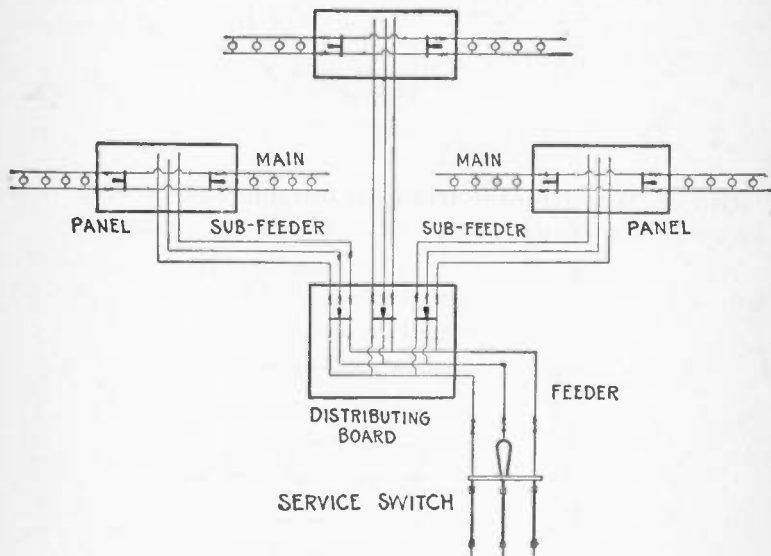 MAIN
MAIN
PANEL
SUB-FEEDER
SUB-FEEDER
PANEL
DISTRIBUTING
BOARD
FEEDER
SERVICE SWITCH